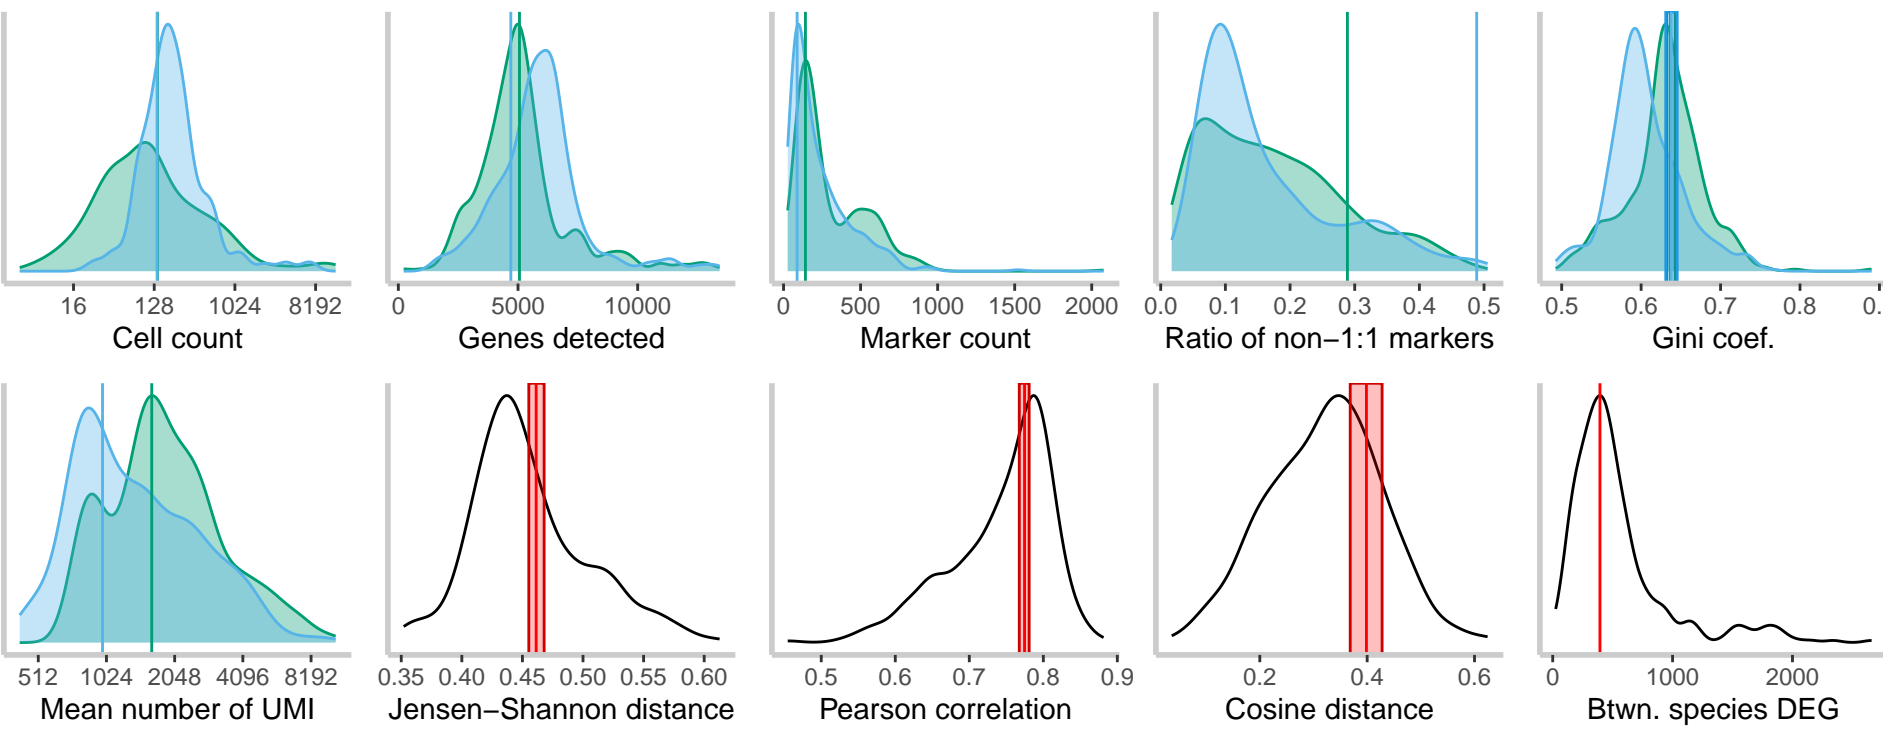 16 128 1024 8192
Cell count
0 5000 10000
Genes detected
0 500 1000 1500 2000
Marker count
0.0 0.1 0.2 0.3 0.4 0.5
Ratio of non−1:1 markers
0.5 0.6 0.7 0.8 0.
Gini coef.
512 1024 2048 4096 8192
Mean number of UMI
0.35 0.40 0.45 0.50 0.55 0.60
Jensen−Shannon distance
0.5 0.6 0.7 0.8 0.9
Pearson correlation
0.2 0.4 0.6
Cosine distance
0 1000 2000
Btwn. species DEG